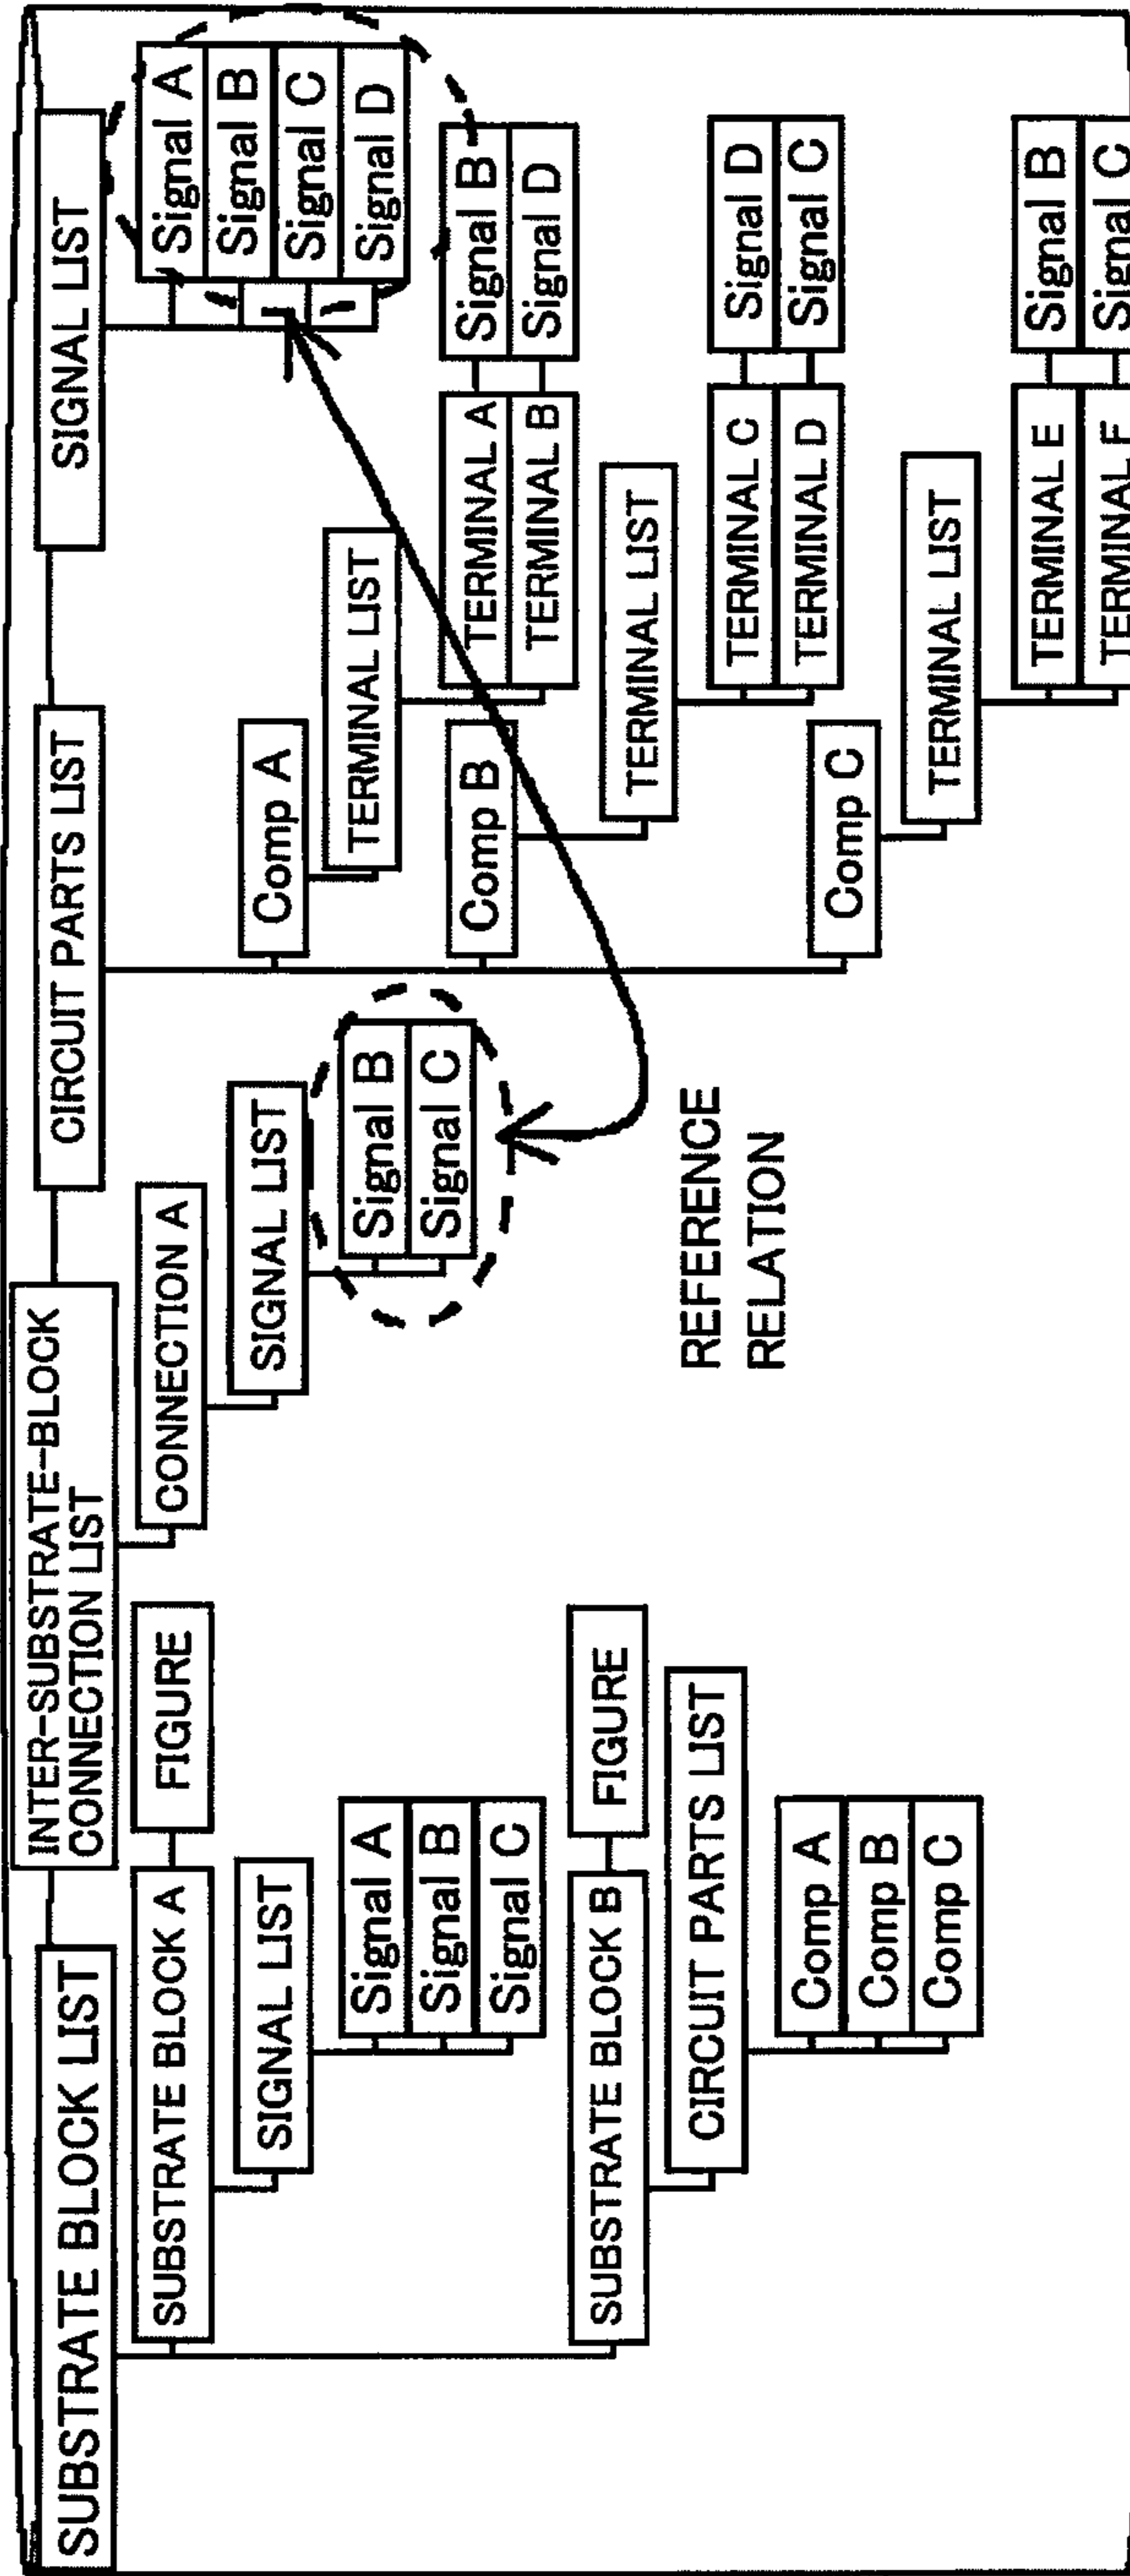 SUBSTRATE BLOCK LIST
SUBSTRATE BLOCK A
FIGURE
SIGNAL LIST
Signal A
Signal B
Signal C
SUBSTRATE BLOCK B
FIGURE
CIRCUIT PARTS LIST
Comp A
Comp B
Comp C
INTER-SUBSTRATE-BLOCK
CONNECTION LIST
CONNECTION A
SIGNAL LIST
Signal B
Signal C
REFERENCE
RELATION
CIRCUIT PARTS LIST
Comp A
TERMINAL LIST
TERMINAL A
Signal B
TERMINAL B
Signal D
Comp B
TERMINAL LIST
TERMINAL C
Signal D
TERMINAL D
Signal C
Comp C
TERMINAL LIST
TERMINAL E
Signal B
TERMINAL F
Signal C
SIGNAL LIST
Signal A
Signal B
Signal C
Signal D